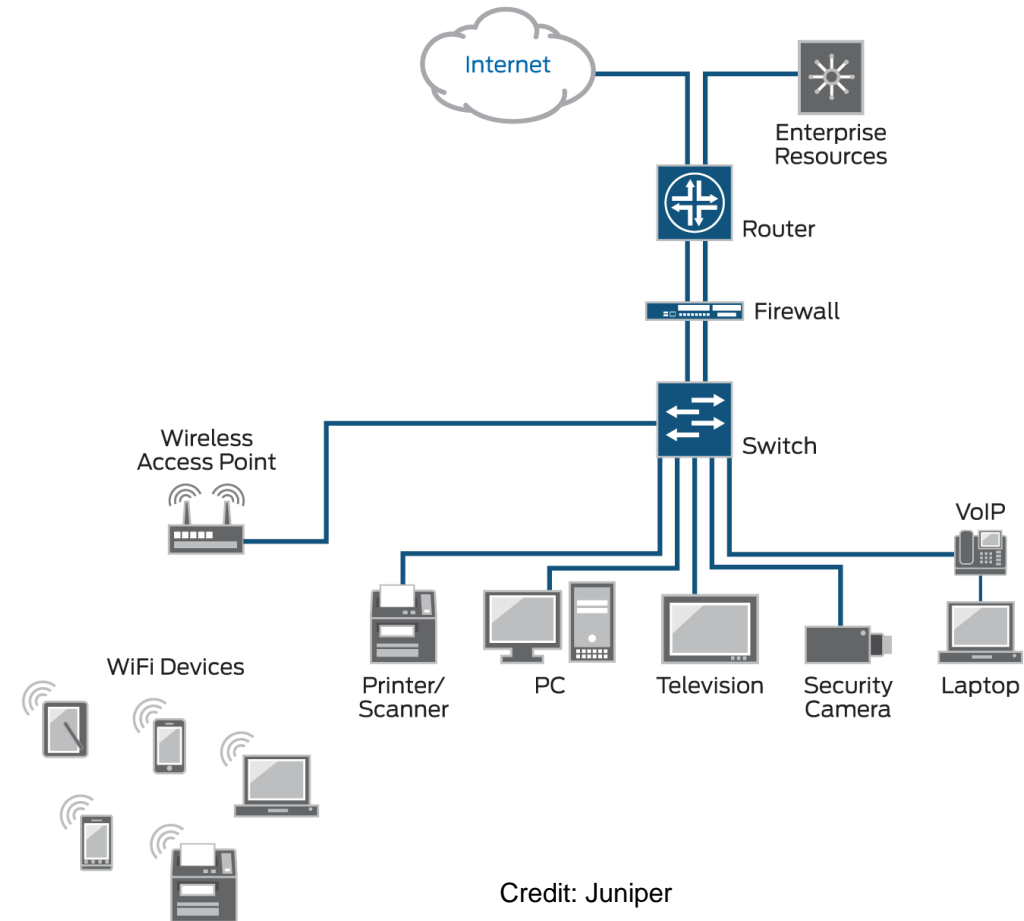 Internet
Enterprise
Resources
Router
Firewall
Switch
Wireless
Access Point
VoIP
WiFi Devices
Printer/
Scanner
PC
Television
Security
Camera
Laptop
Credit: Juniper